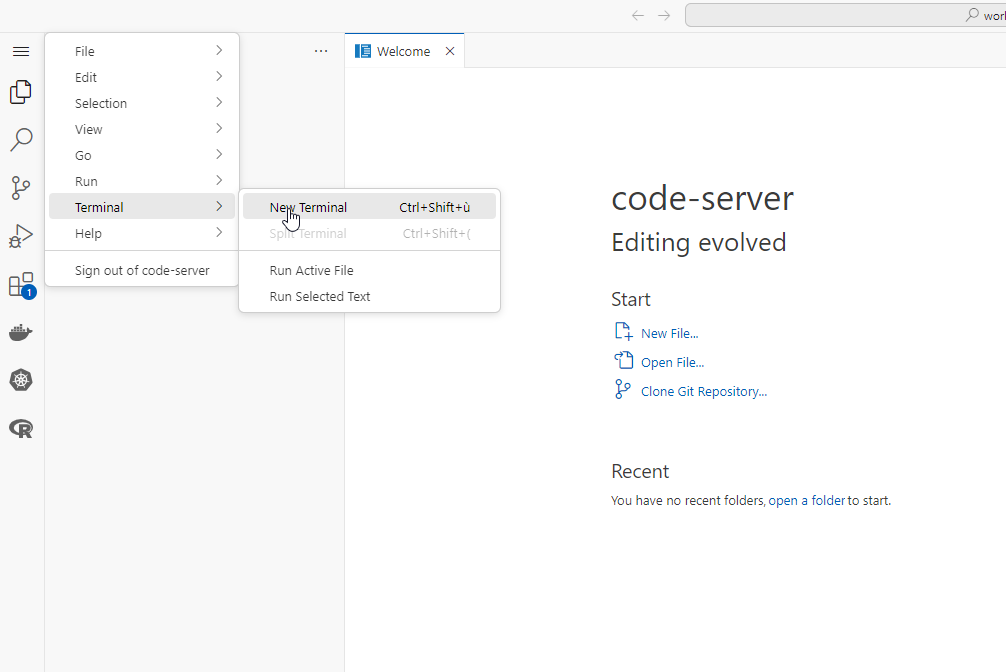 wor
File
Edit
Selection
View
Go
Run
Terminal
Help
Sign out of code-server
New Terminal Ctrl+Shift+ù
Split Terminal Ctrl+Shift+(
Run Active File
Run Selected Text
1
R
Welcome
code-server
Editing evolved
Start
New File...
Open File...
Clone Git Repository...
Recent
You have no recent folders, open a folder to start.